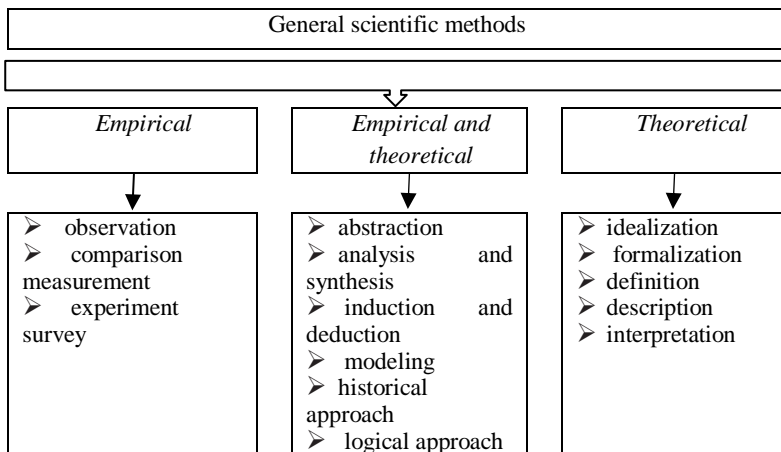 General scientific methods
Empirical
Empirical and
theoretical
Theoretical
➢ observation
➢ comparison
measurement
➢ experiment
survey
➢ abstraction
➢ analysis and
synthesis
➢ induction and
deduction
➢ modeling
➢ historical
approach
➢ logical approach
➢ idealization
➢ formalization
➢ definition
➢ description
➢ interpretation